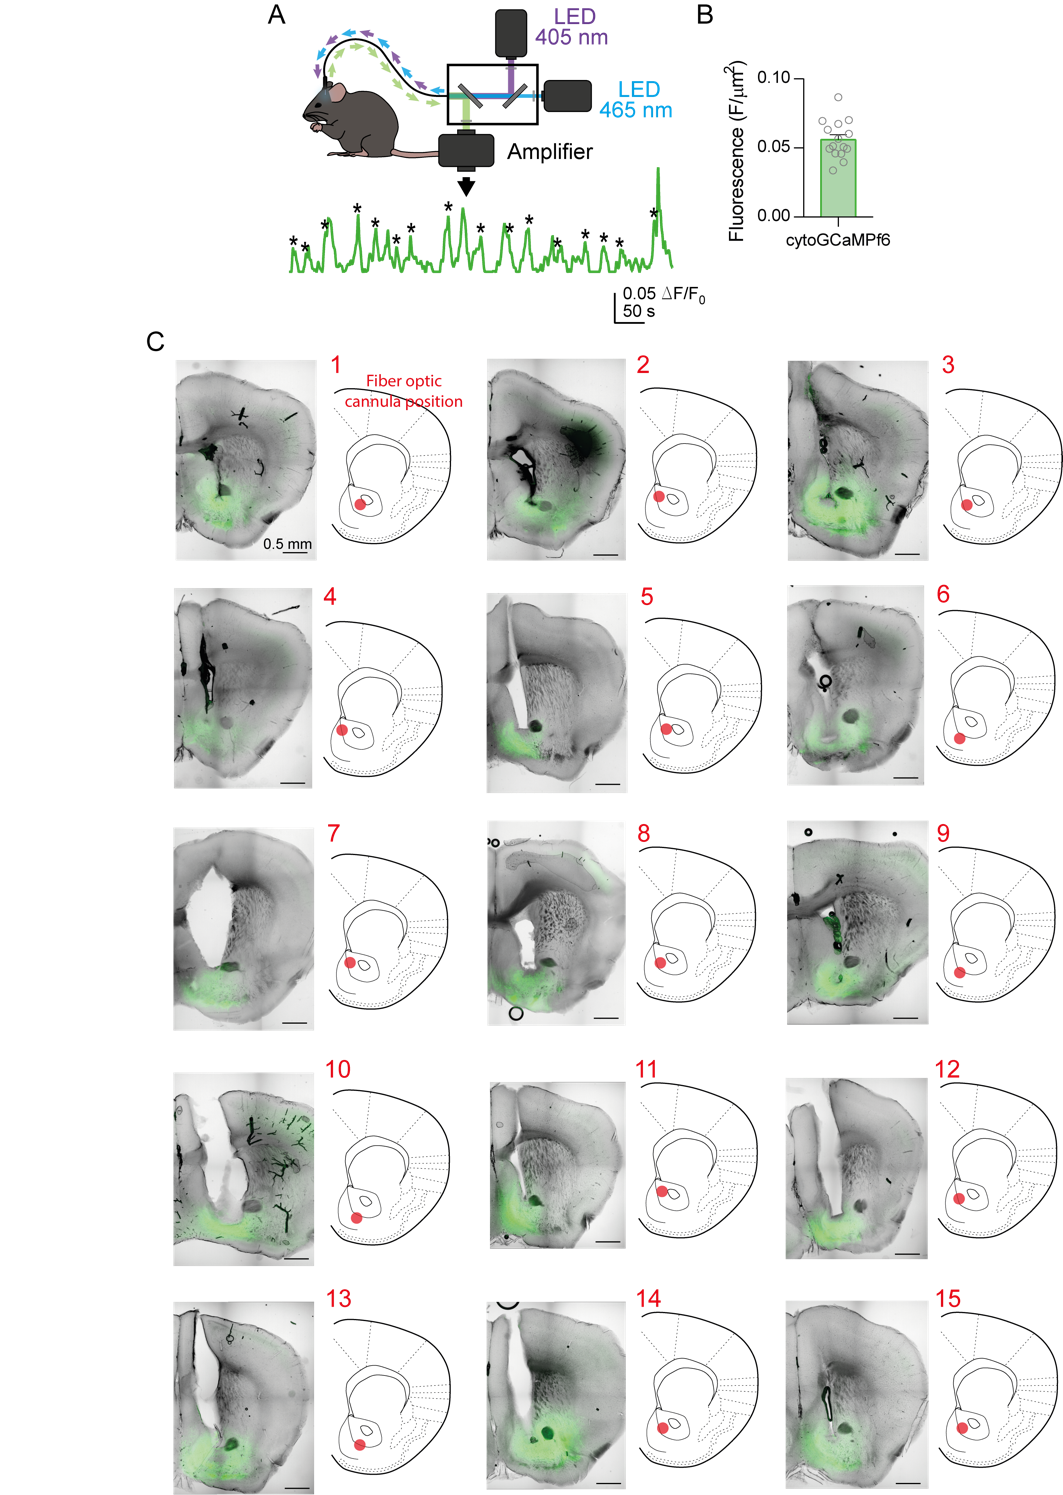 A
LED
405 nm
LED
465 nm
Amplifier
* * * * * * * * * * * * * * * *
0.05 ΔF/F0
50 s
B
Fluorescence (F/μm²)
0.10
0.05
0.00
cytoGCaMPf6
C
1
Fiber optic
cannula position
0.5 mm
2
3
4
5
6
7
8
9
10
11
12
13
14
15